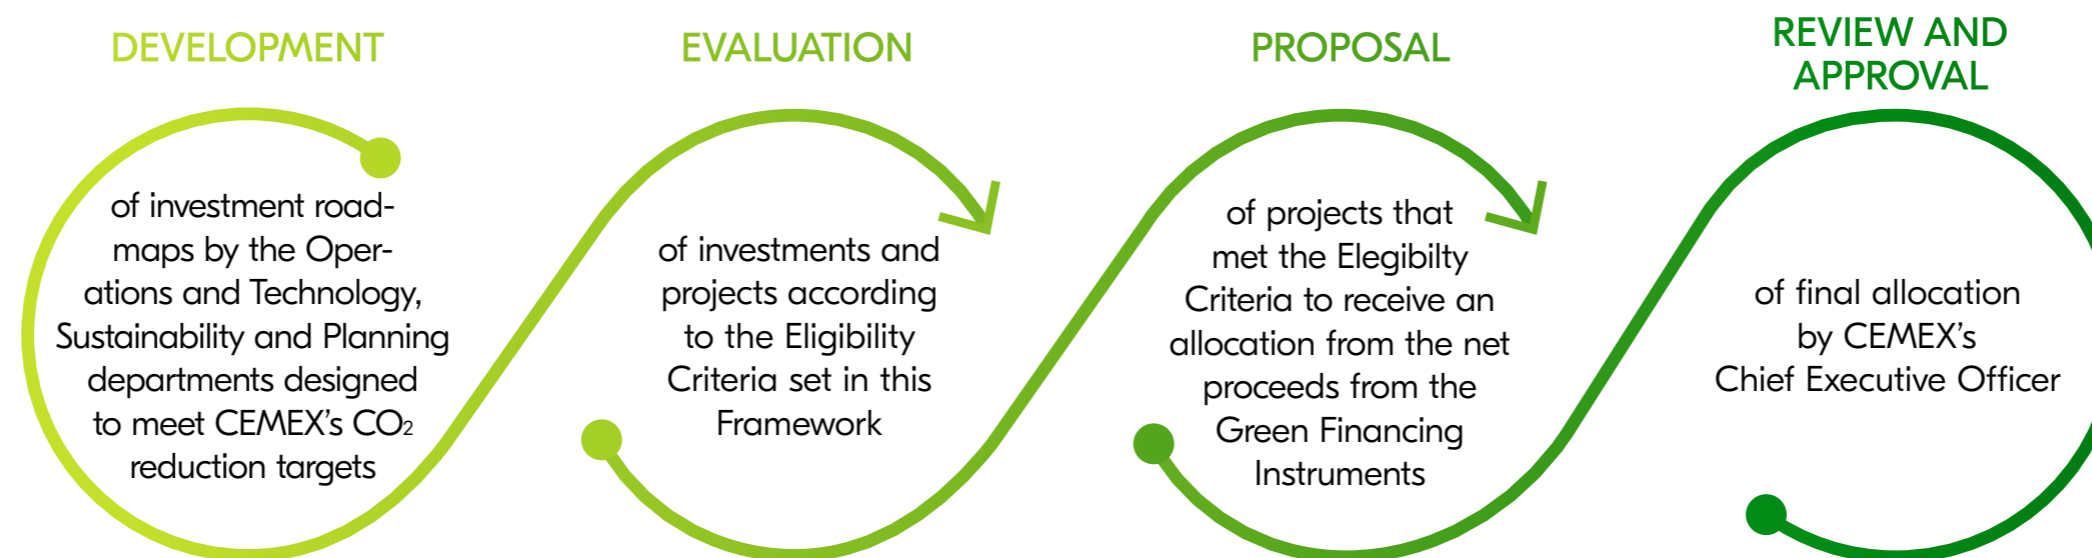 DEVELOPMENT
of investment road-
maps by the Oper-
ations and Technology,
Sustainability and Planning
departments designed
to meet CEMEX’s CO₂
reduction targets
EVALUATION
of investments and
projects according
to the Eligibility
Criteria set in this
Framework
PROPOSAL
of projects that
met the Elegibilty
Criteria to receive an
allocation from the net
proceeds from the
Green Financing
Instruments
REVIEW AND
APPROVAL
of final allocation
by CEMEX’s
Chief Executive Officer